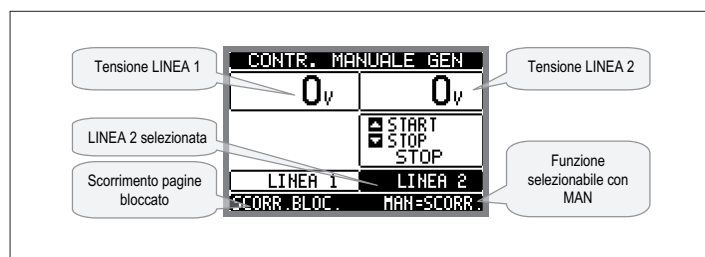 Tensione LINEA 1
CONTR. MANUALE GEN
Tensione LINEA 2
0V
0V
LINEA 2 selezionata
START
STOP
STOP
Scorrimento pagine
bloccato
LINEA 1
LINEA 2
Funzione
selezionabile con
MAN
SCORR.BLOC.
MAN=SCORR.